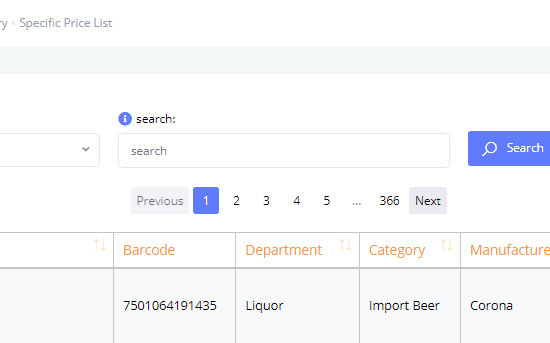 ry • Specific Price List
search:
search
Search
Previous 1 2 3 4 5 ... 366 Next
Barcode Department Category Manufacture
7501064191435 Liquor Import Beer Corona